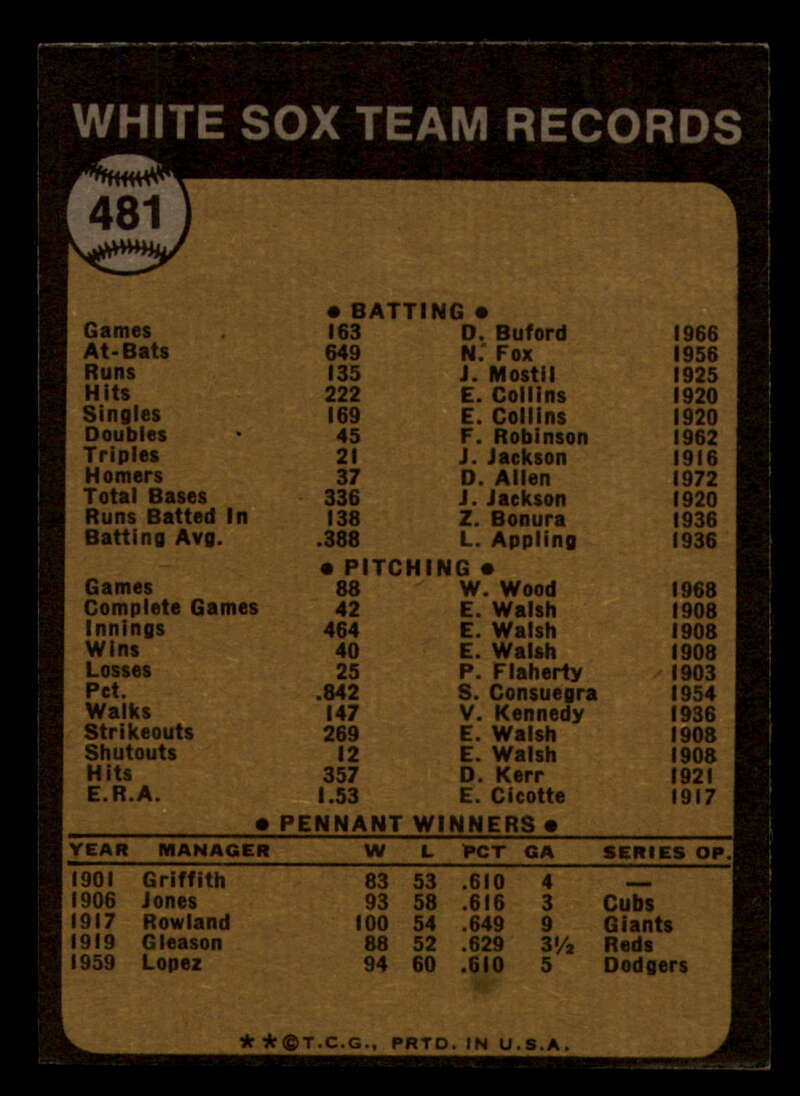 WHITE SOX TEAM RECORDS
481
• BATTING •
Games 163 D. Buford 1966
At-Bats 649 N. Fox 1956
Runs 135 J. Mostil 1925
Hits 222 E. Collins 1920
Singles 169 E. Collins 1920
Doubles 45 F. Robinson 1962
Triples 21 J. Jackson 1916
Homers 37 D. Allen 1972
Total Bases 336 J. Jackson 1920
Runs Batted In 138 Z. Bonura 1936
Batting Avg. .388 L. Appling 1936
• PITCHING •
Games 88 W. Wood 1968
Complete Games 42 E. Walsh 1908
Innings 464 E. Walsh 1908
Wins 40 E. Walsh 1908
Losses 25 P. Flaherty 1903
Pct. .842 S. Consuegra 1954
Walks 147 V. Kennedy 1936
Strikeouts 269 E. Walsh 1908
Shutouts 12 E. Walsh 1908
Hits 357 D. Kerr 1921
E.R.A. 1.53 E. Cicotte 1917
• PENNANT WINNERS •
YEAR MANAGER W L PCT GA SERIES OP.
1901 Griffith 83 53 .610 4 —
1906 Jones 93 58 .616 3 Cubs
1917 Rowland 100 54 .649 9 Giants
1919 Gleason 88 52 .629 3½ Reds
1959 Lopez 94 60 .610 5 Dodgers
* * © T.C.G., PRTD. IN U.S.A.